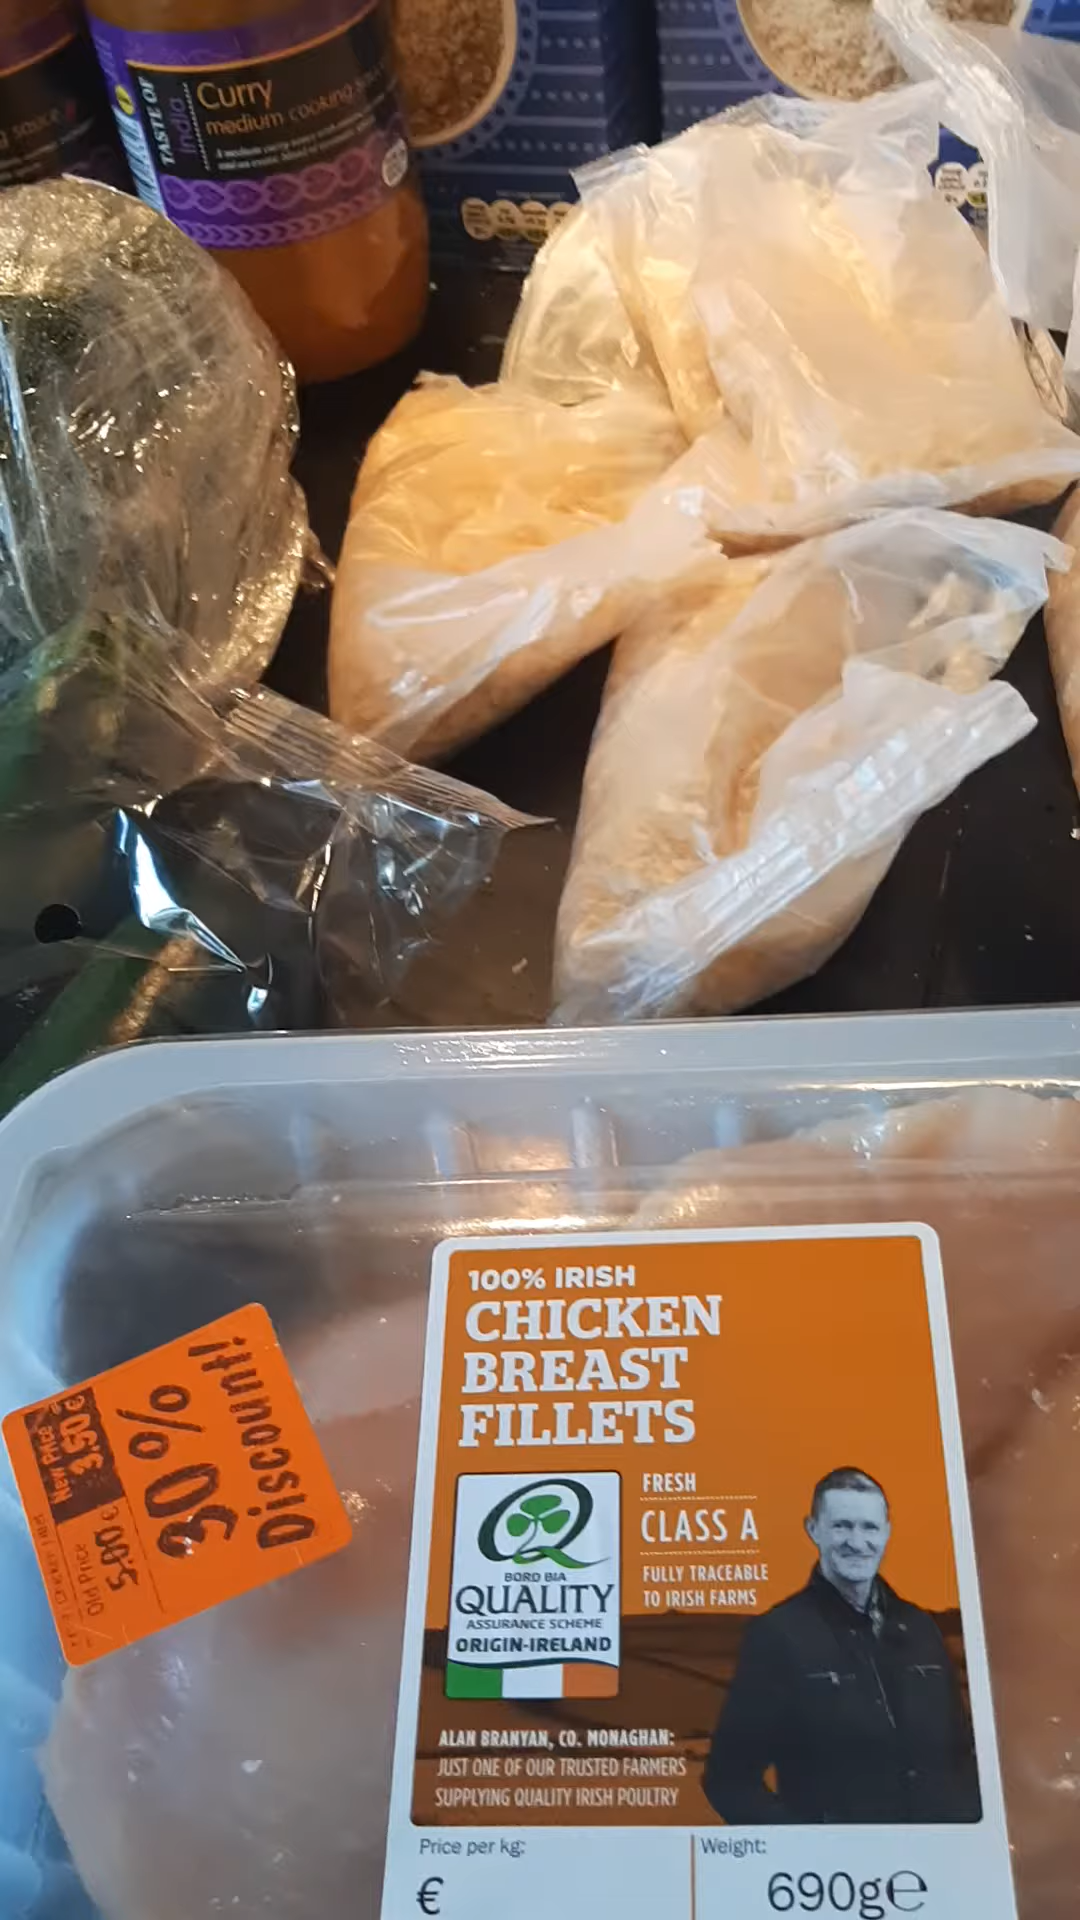 TASTE OF
India
Curry
medium cooking
sauce
100% IRISH
CHICKEN
BREAST
FILLETS
FRESH
CLASS A
FULLY TRACEABLE
TO IRISH FARMS
BORD BIA
QUALITY
ASSURANCE SCHEME
ORIGIN-IRELAND
ALAN BRANYAN, CO. MONAGHAN:
JUST ONE OF OUR TRUSTED FARMERS
SUPPLYING QUALITY IRISH POULTRY
Price per kg:
€
Weight:
690g℮
30%
Discount!
New Price
3.50 €
Old Price
5.00 €